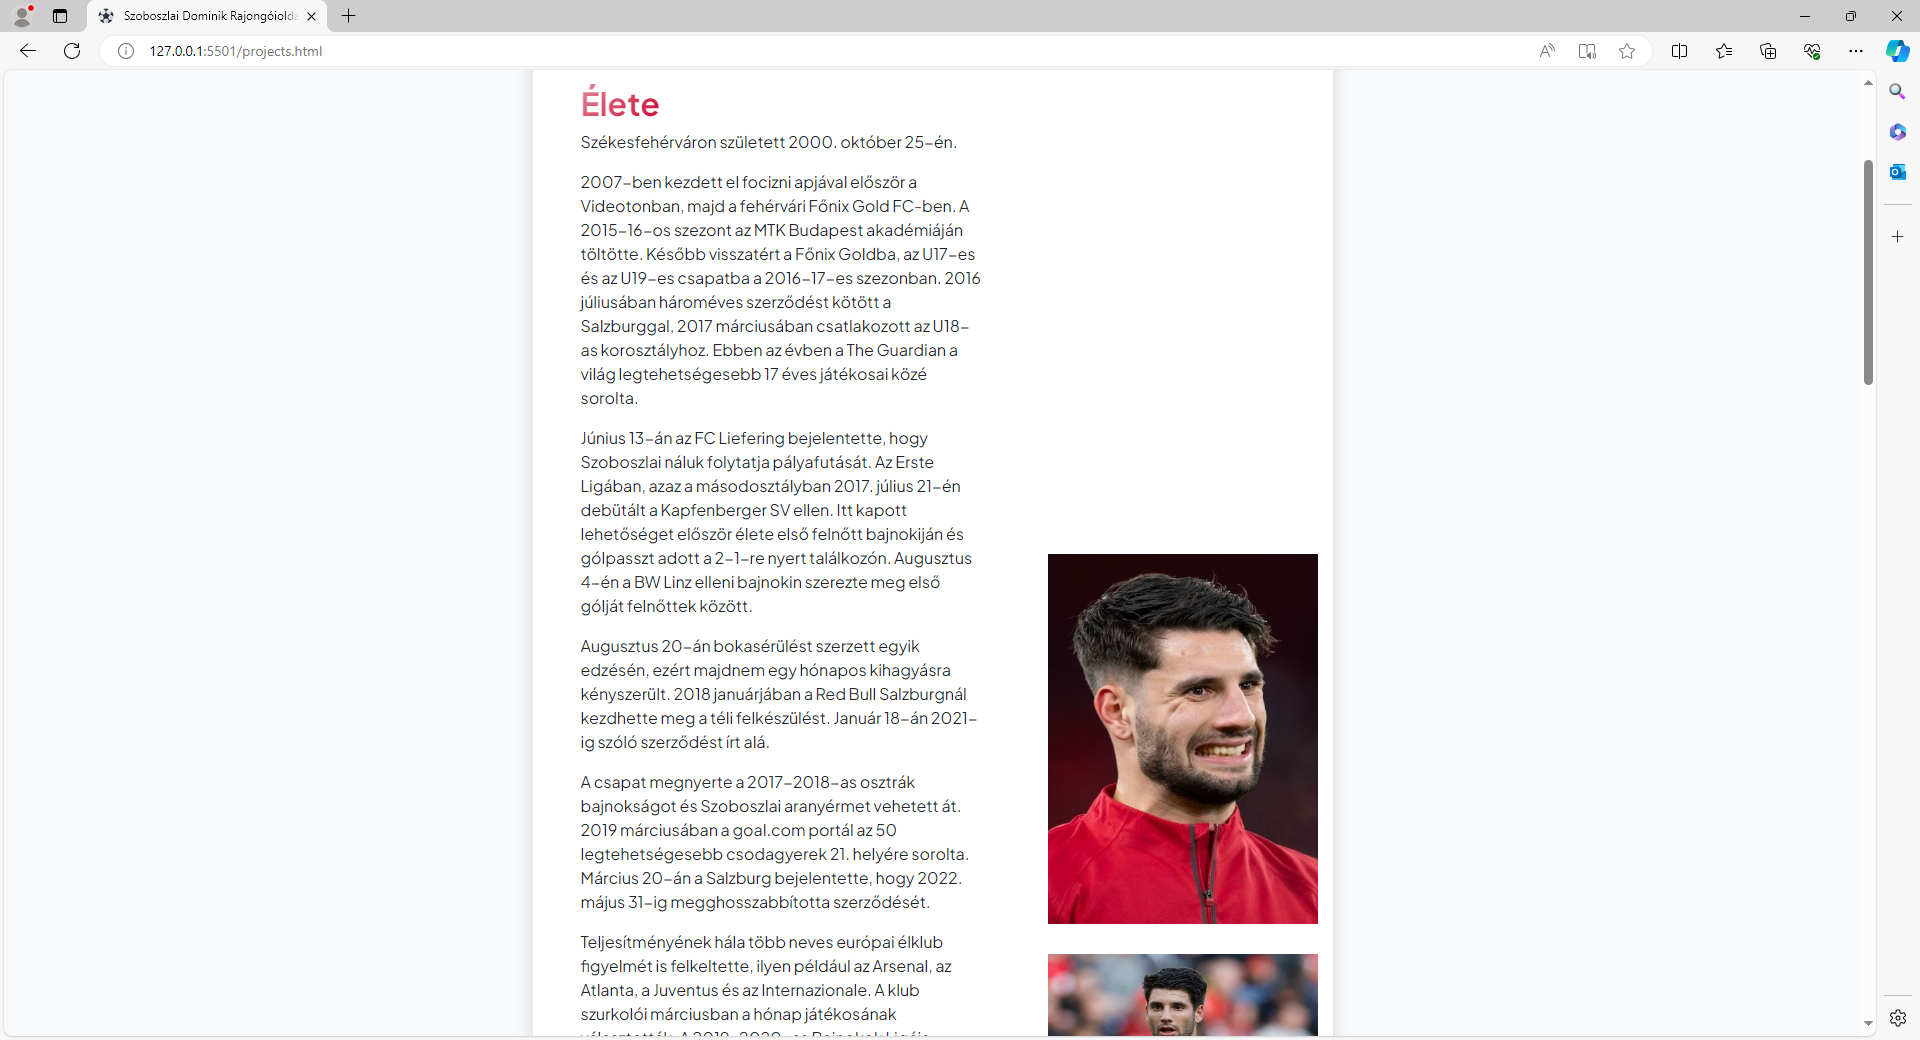 Szoboszlai Dominik Rajongóiolda
127.0.0.1:5501/projects.html
Élete
Székesfehérváron született 2000. október 25-én.
2007-ben kezdett el focizni apjával először a
Videotonban, majd a fehérvári Főnix Gold FC-ben. A
2015-16-os szezont az MTK Budapest akadémiáján
töltötte. Később visszatért a Főnix Goldba, az U17-es
és az U19-es csapatba a 2016-17-es szezonban. 2016
júliusában hároméves szerződést kötött a
Salzburggal, 2017 márciusában csatlakozott az U18-
as korosztályhoz. Ebben az évben a The Guardian a
világ legtehetségesebb 17 éves játékosai közé
sorolta.
Június 13-án az FC Liefering bejelentette, hogy
Szoboszlai náluk folytatja pályafutását. Az Erste
Ligában, azaz a másodosztályban 2017. július 21-én
debütált a Kapfenberger SV ellen. Itt kapott
lehetőséget először élete első felnőtt bajnokiján és
gólpasszt adott a 2-1-re nyert találkozón. Augusztus
4-én a BW Linz elleni bajnokin szerezte meg első
gólját felnőttek között.
Augusztus 20-án bokasérülést szerzett egyik
edzésén, ezért majdnem egy hónapos kihagyásra
kényszerült. 2018 januárjában a Red Bull Salzburgnál
kezdhette meg a téli felkészülést. Január 18-án 2021-
ig szóló szerződést írt alá.
A csapat megnyerte a 2017-2018-as osztrák
bajnokságot és Szoboszlai aranyérmet vehetett át.
2019 márciusában a goal.com portál az 50
legtehetségesebb csodagyerek 21. helyére sorolta.
Március 20-án a Salzburg bejelentette, hogy 2022.
május 31-ig megghosszabbította szerződését.
Teljesítményének hála több neves európai élklub
figyelmét is felkeltette, ilyen például az Arsenal, az
Atlanta, a Juventus és az Internazionale. A klub
szurkolói márciusban a hónap játékosának